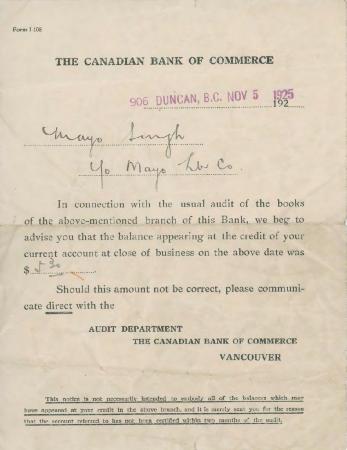 Form I-108
THE CANADIAN BANK OF COMMERCE
906 DUNCAN, B.C. NOV 5 1925
192
Mayo Singh
c/o Mayo Lbr Co.
In connection with the usual audit of the books
of the above-mentioned branch of this Bank, we beg to
advise you that the balance appearing at the credit of your
current account at close of business on the above date was
$
Should this amount not be correct, please communi-
cate direct with the
AUDIT DEPARTMENT
THE CANADIAN BANK OF COMMERCE
VANCOUVER
This notice is not necessarily intended to embody all of the balances which may
have appeared at your credit in the above branch, and it is merely sent you for the reason
that the account referred to has not been certified within two months of the audit.